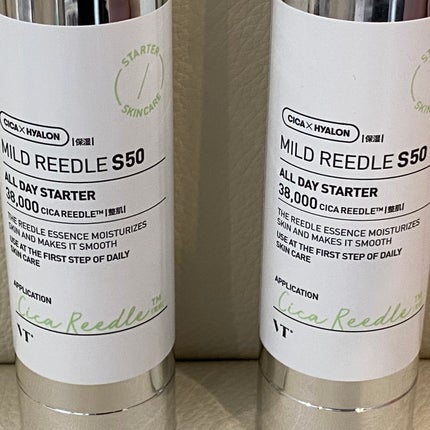 STARTER
SKINCARE
CICA×HYALON |保湿|
MILD REEDLE S50
ALL DAY STARTER
38,000 CICA REEDLE™ |整肌|
THE REEDLE ESSENCE MOISTURIZES
SKIN AND MAKES IT SMOOTH
USE AT THE FIRST STEP OF DAILY
SKIN CARE
APPLICATION
Cica Reedle™
VT
STARTER
SKINCARE
CICA×HYALON |保湿|
MILD REEDLE S50
ALL DAY STARTER
38,000 CICA REEDLE™ |整肌|
THE REEDLE ESSENCE MOISTURIZES
SKIN AND MAKES IT SMOOTH
USE AT THE FIRST STEP OF DAILY
SKIN CARE
APPLICATION
Cica Reedle™
VT